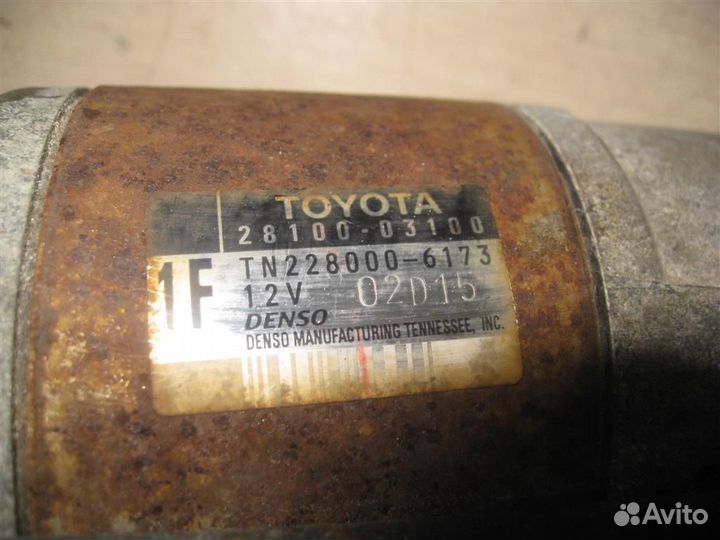 TOYOTA
28100-03100
1F
TN228000-6173
12V 02D15
DENSO
DENSO MANUFACTURING TENNESSEE, INC.
Avito